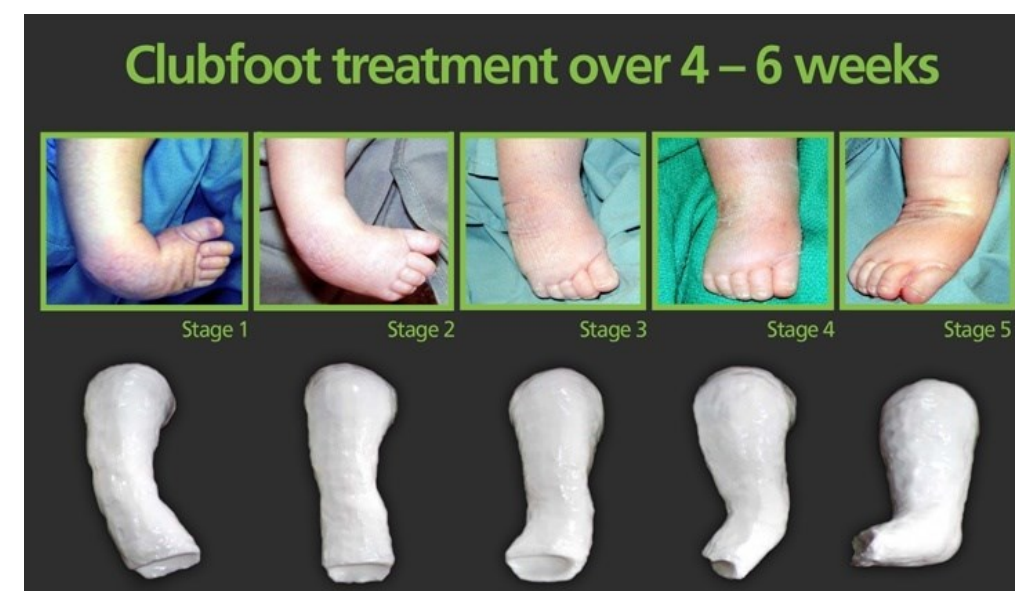 Clubfoot treatment over 4 – 6 weeks
Stage 1
Stage 2
Stage 3
Stage 4
Stage 5